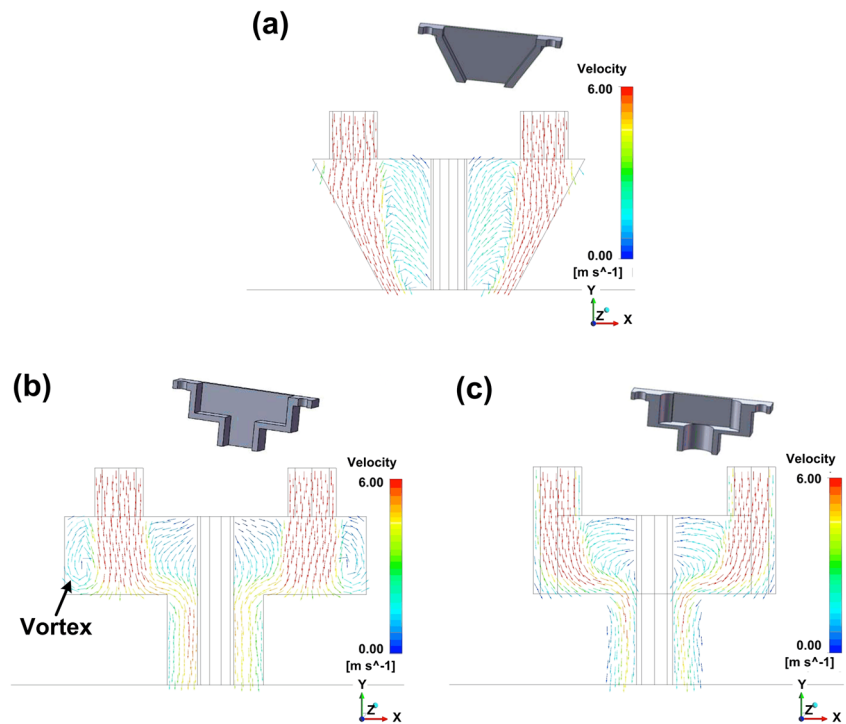 (a)
Velocity
6.00
0.00
[m s^-1]
Y
Z
X
(b)
Velocity
6.00
Vortex
0.00
[m s^-1]
Y
Z
X
(c)
Velocity
6.00
0.00
[m s^-1]
Y
Z
X